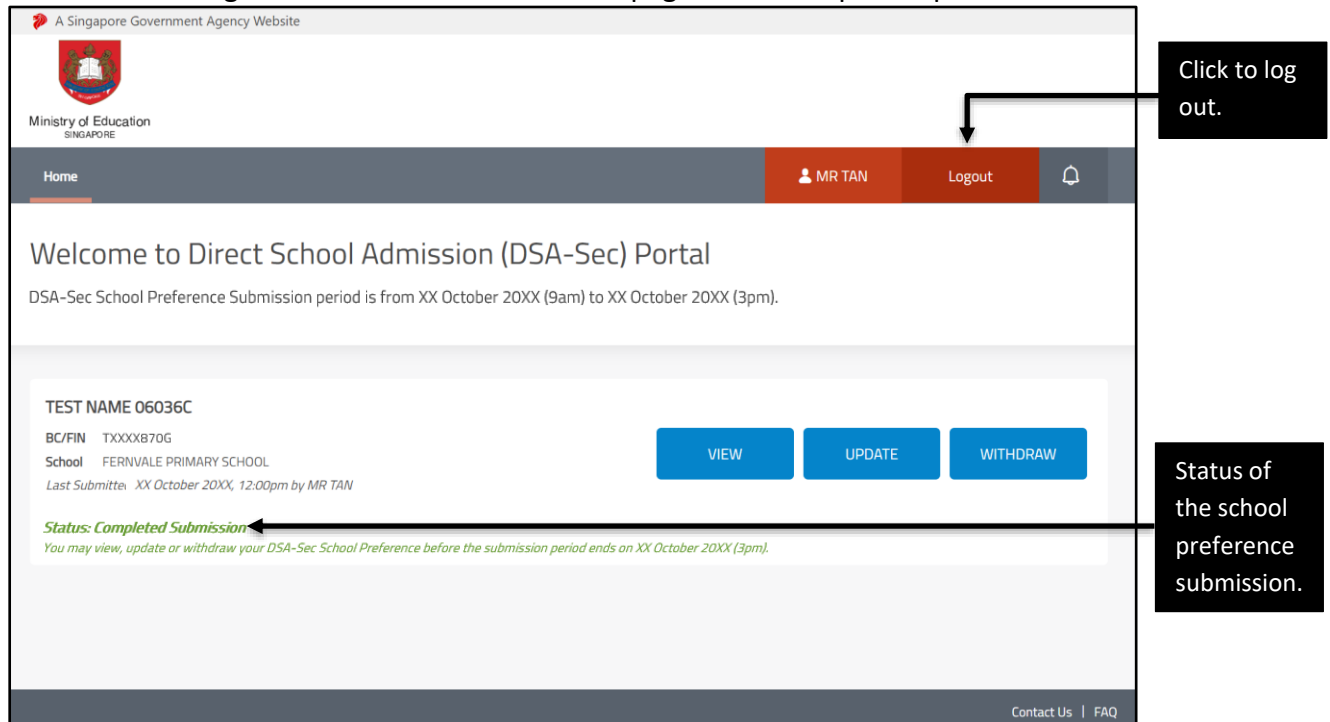 A Singapore Government Agency Website
Ministry of Education
SINGAPORE
Click to log
out.
Home
MR TAN
Logout
Welcome to Direct School Admission (DSA-Sec) Portal
DSA-Sec School Preference Submission period is from XX October 20XX (9am) to XX October 20XX (3pm).
TEST NAME 06036C
BC/FIN TXXXX870G
School FERNVALE PRIMARY SCHOOL
Last Submitte XX October 20XX, 12:00pm by MR TAN
VIEW
UPDATE
WITHDRAW
Status: Completed Submission
You may view, update or withdraw your DSA-Sec School Preference before the submission period ends on XX October 20XX (3pm).
Status of
the school
preference
submission.
Contact Us | FAQ